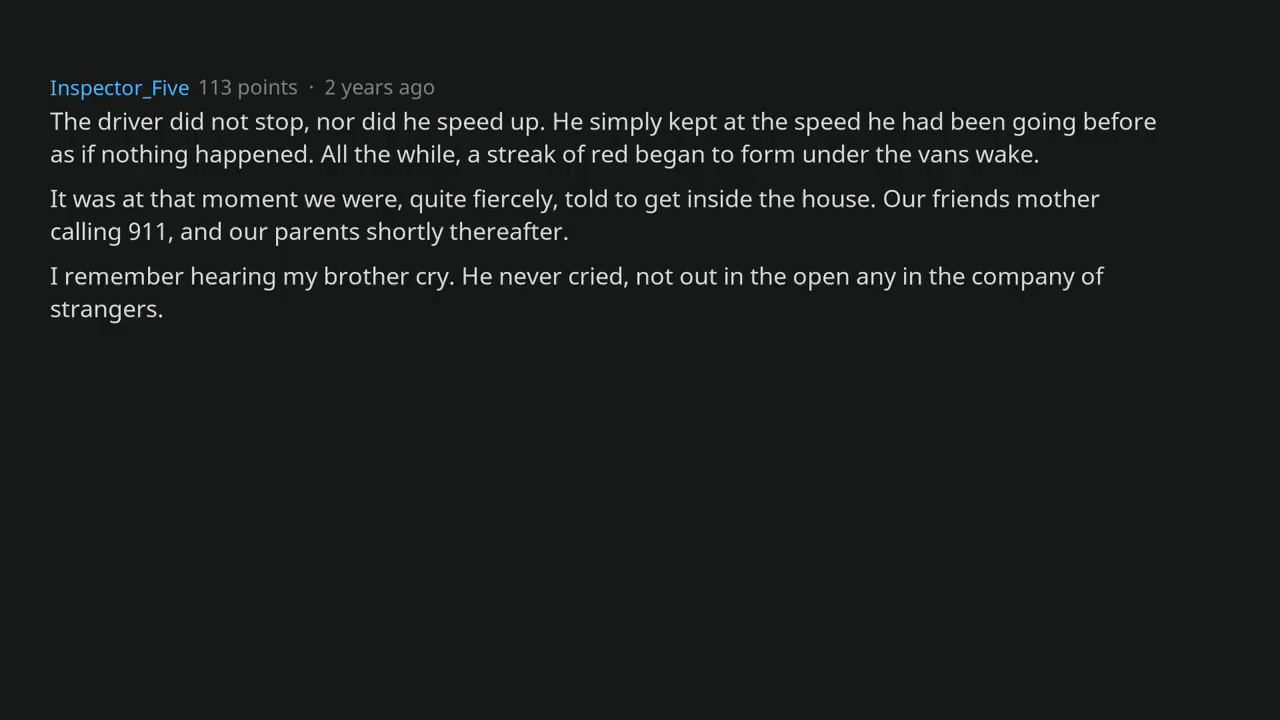 Inspector_Five 113 points · 2 years ago
The driver did not stop, nor did he speed up. He simply kept at the speed he had been going before
as if nothing happened. All the while, a streak of red began to form under the vans wake.
It was at that moment we were, quite fiercely, told to get inside the house. Our friends mother
calling 911, and our parents shortly thereafter.
I remember hearing my brother cry. He never cried, not out in the open any in the company of
strangers.